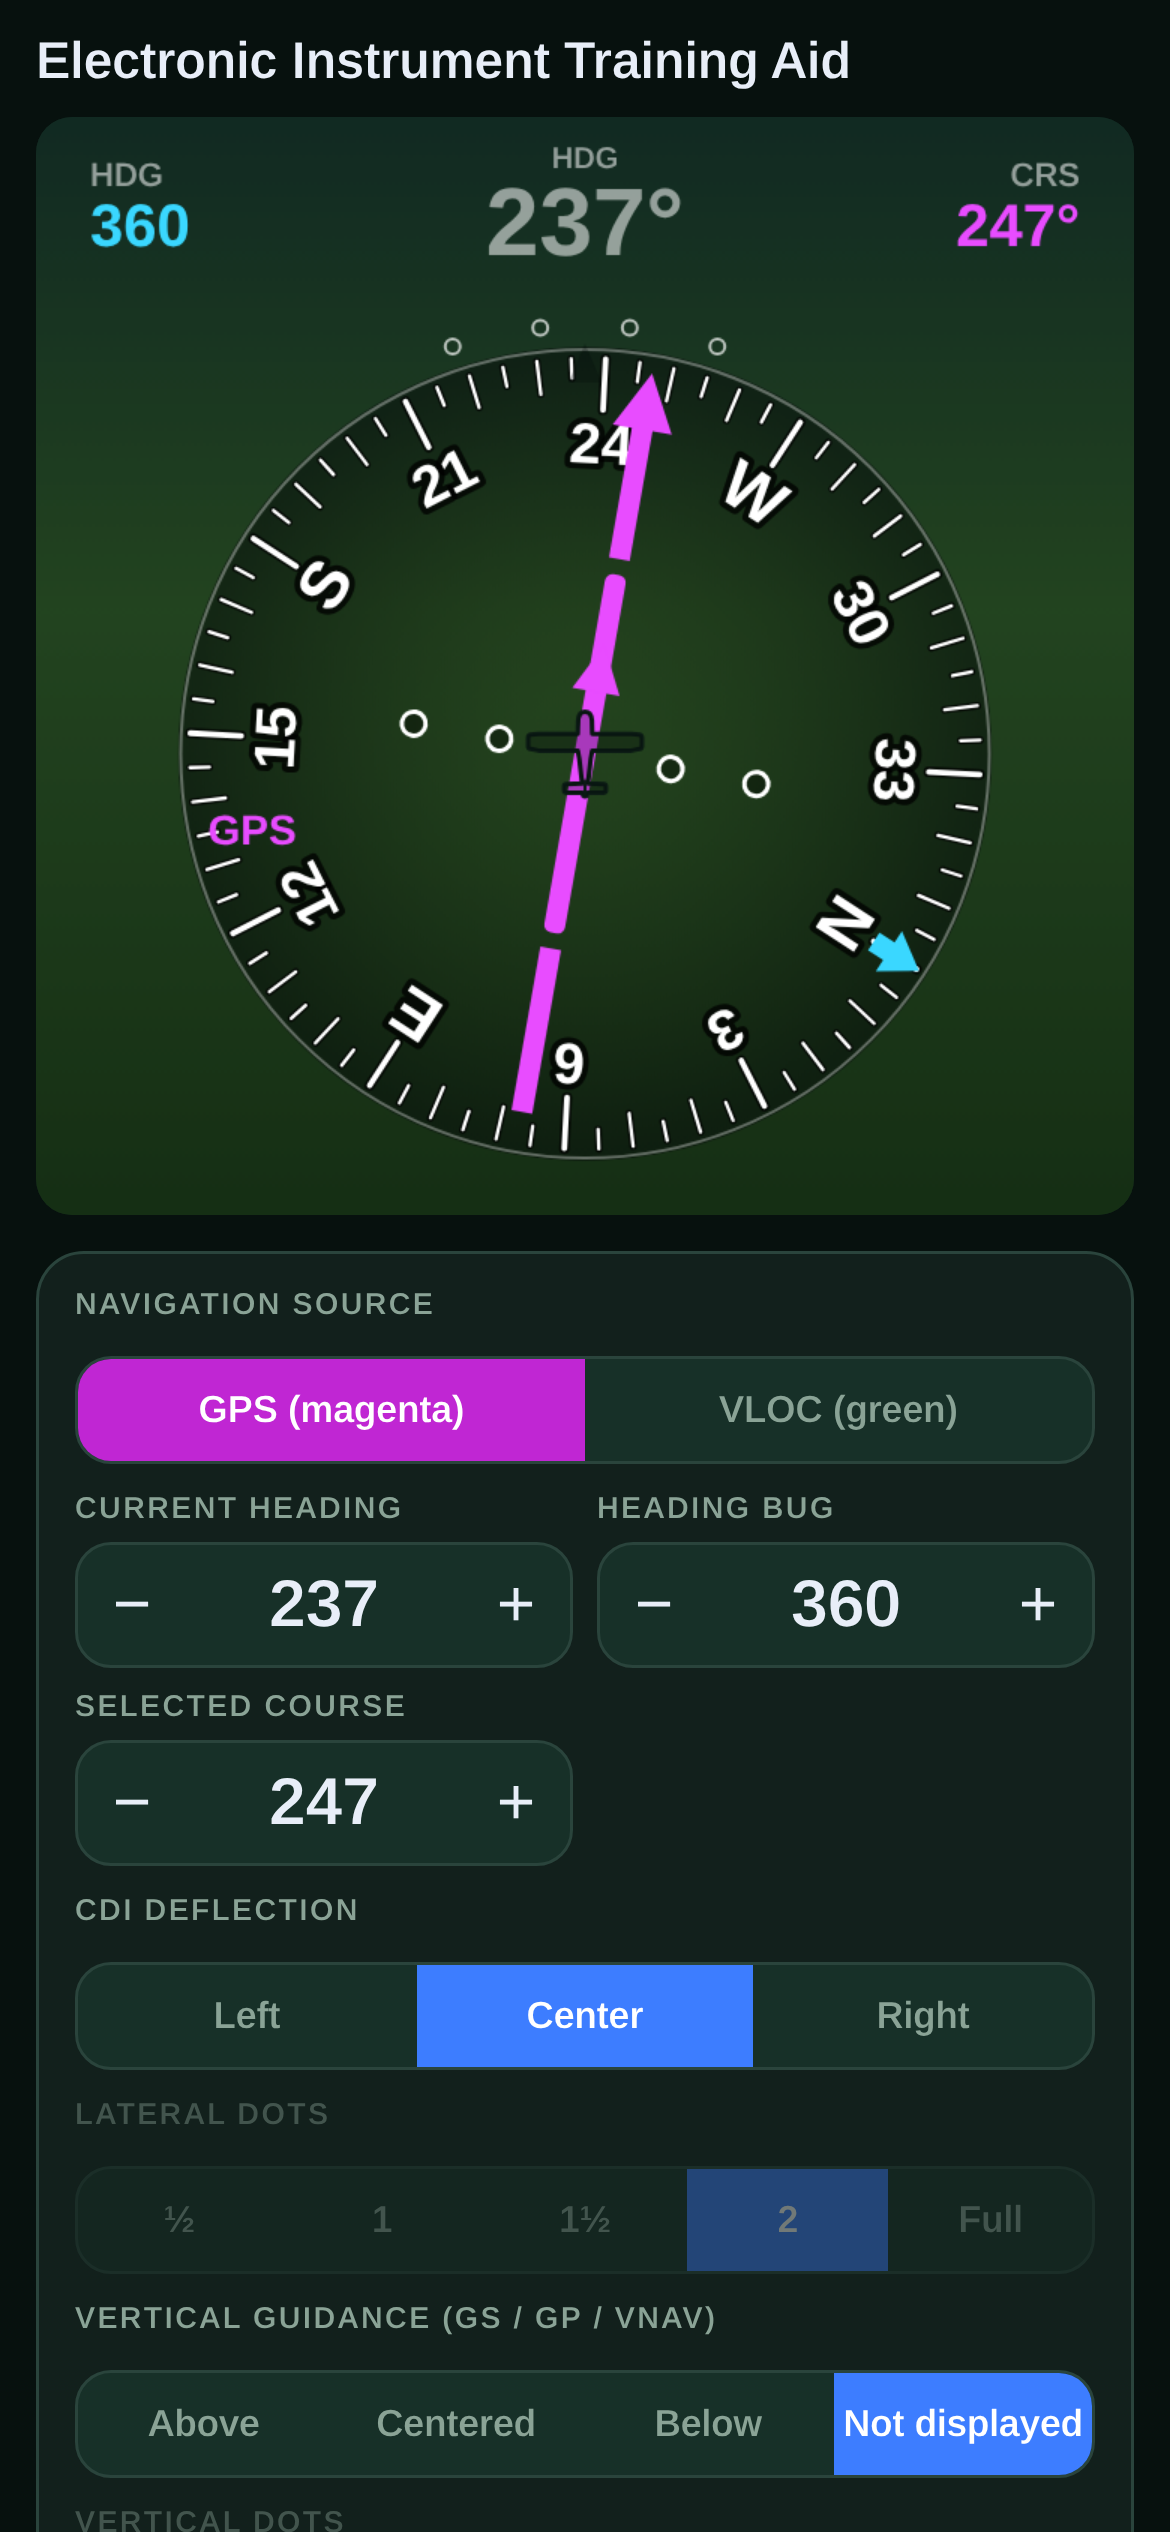 Electronic Instrument Training Aid
HDG
360
HDG
237°
CRS
247°
24
W
30
33
N
3
6
9
E
12
15
S
21
GPS
NAVIGATION SOURCE
GPS (magenta)
VLOC (green)
CURRENT HEADING
HEADING BUG
− 237 +
− 360 +
SELECTED COURSE
− 247 +
CDI DEFLECTION
Left
Center
Right
LATERAL DOTS
½
1
1½
2
Full
VERTICAL GUIDANCE (GS / GP / VNAV)
Above
Centered
Below
Not displayed
VERTICAL DOTS